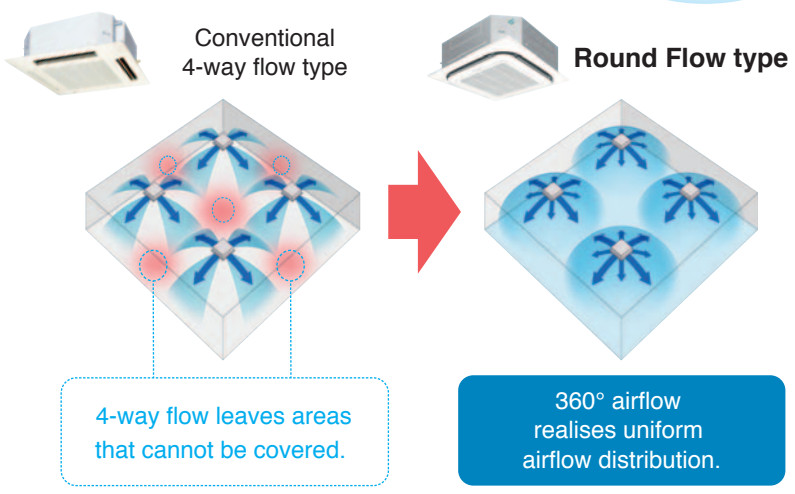 Conventional
4-way flow type
Round Flow type
4-way flow leaves areas
that cannot be covered.
360° airflow
realises uniform
airflow distribution.